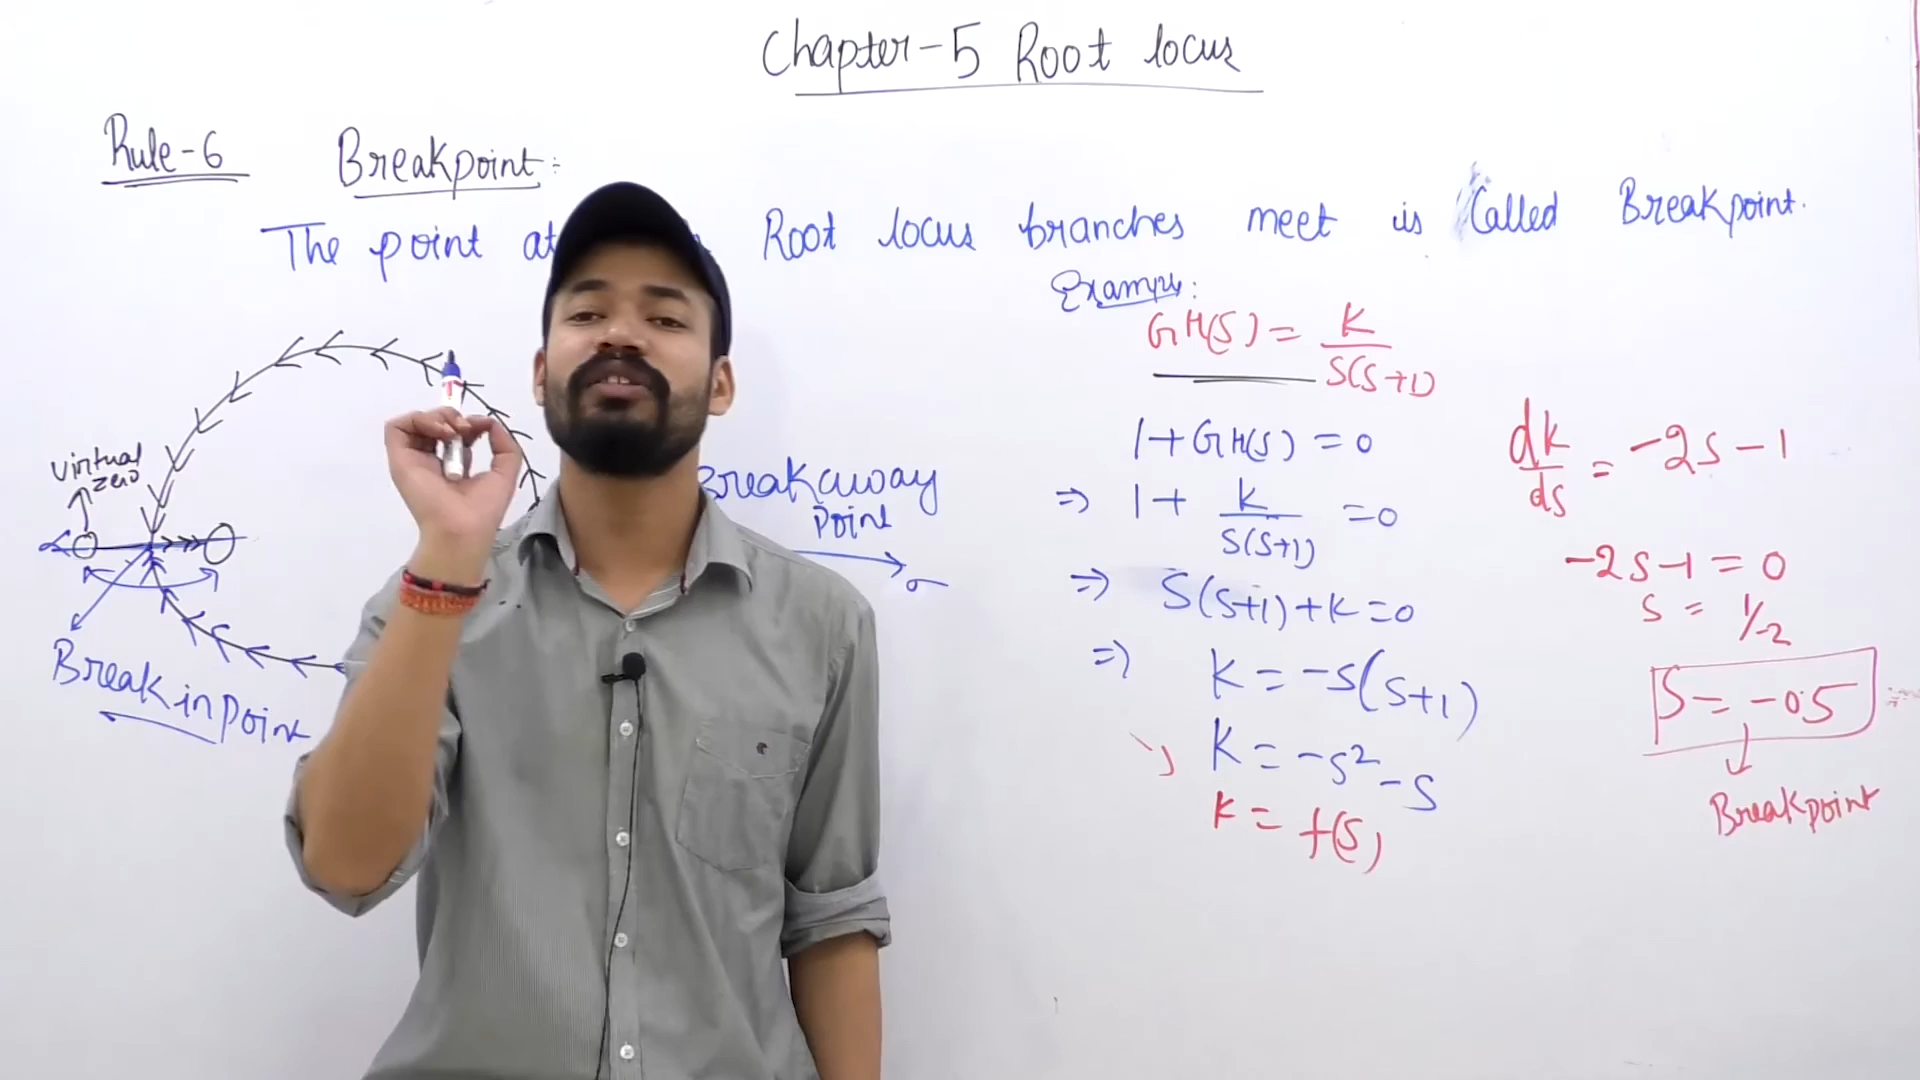 Chapter-5 Root locus
Rule-6 Breakpoint:
The point at Root locus branches meet is Called Breakpoint.
Example:
GH(S) = K / S(S+1)
1+GH(S) = 0
⇒ 1+ K / S(S+1) = 0
⇒ S(S+1)+K=0
⇒ K = -S(S+1)
K = -S² - S
K = f(S)
dk/ds = -2S-1
-2S-1 = 0
S = 1/-2
S = -0.5
Breakpoint
virtual
zero
Break in point
Breakaway
point
σ